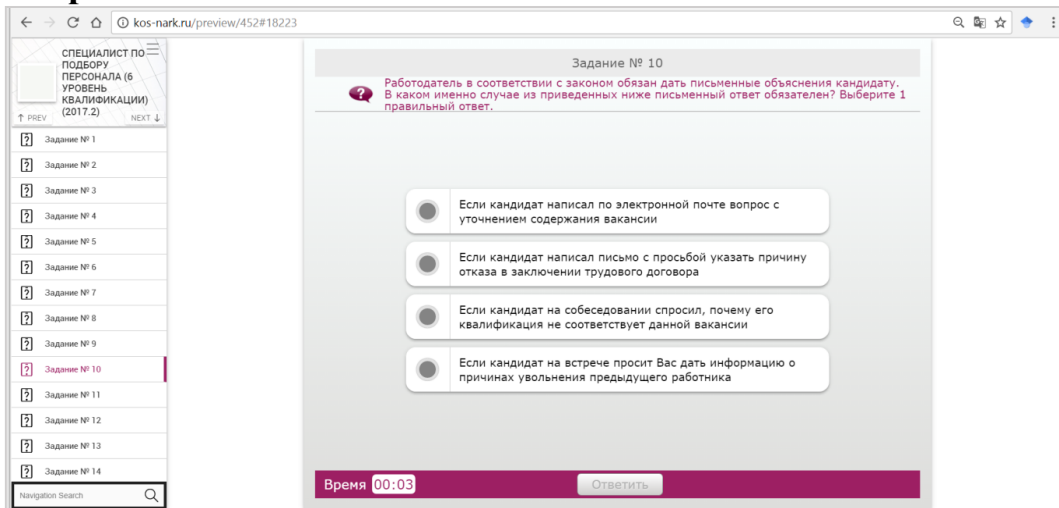 kos-nark.ru/preview/452#18223
СПЕЦИАЛИСТ ПО
ПОДБОРУ
ПЕРСОНАЛА (6
УРОВЕНЬ
КВАЛИФИКАЦИИ)
(2017.2)
↑ PREV
NEXT ↓
Задание № 1
Задание № 2
Задание № 3
Задание № 4
Задание № 5
Задание № 6
Задание № 7
Задание № 8
Задание № 9
Задание № 10
Задание № 11
Задание № 12
Задание № 13
Задание № 14
Navigation Search
Задание № 10
Работодатель в соответствии с законом обязан дать письменные объяснения кандидату.
В каком именно случае из приведенных ниже письменный ответ обязателен? Выберите 1
правильный ответ.
Если кандидат написал по электронной почте вопрос с
уточнением содержания вакансии
Если кандидат написал письмо с просьбой указать причину
отказа в заключении трудового договора
Если кандидат на собеседовании спросил, почему его
квалификация не соответствует данной вакансии
Если кандидат на встрече просит Вас дать информацию о
причинах увольнения предыдущего работника
Время 00:03
Ответить